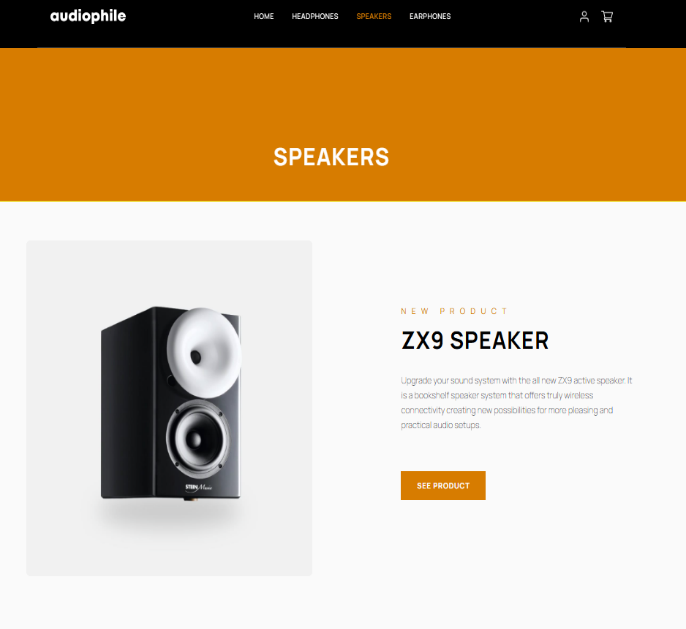 audiophile
HOME HEADPHONES SPEAKERS EARPHONES
SPEAKERS
NEW PRODUCT
ZX9 SPEAKER
Upgrade your sound system with the all new ZX9 active speaker. It
is a bookshelf speaker system that offers truly wireless
connectivity creating new possibilities for more pleasing and
practical audio setups.
SEE PRODUCT